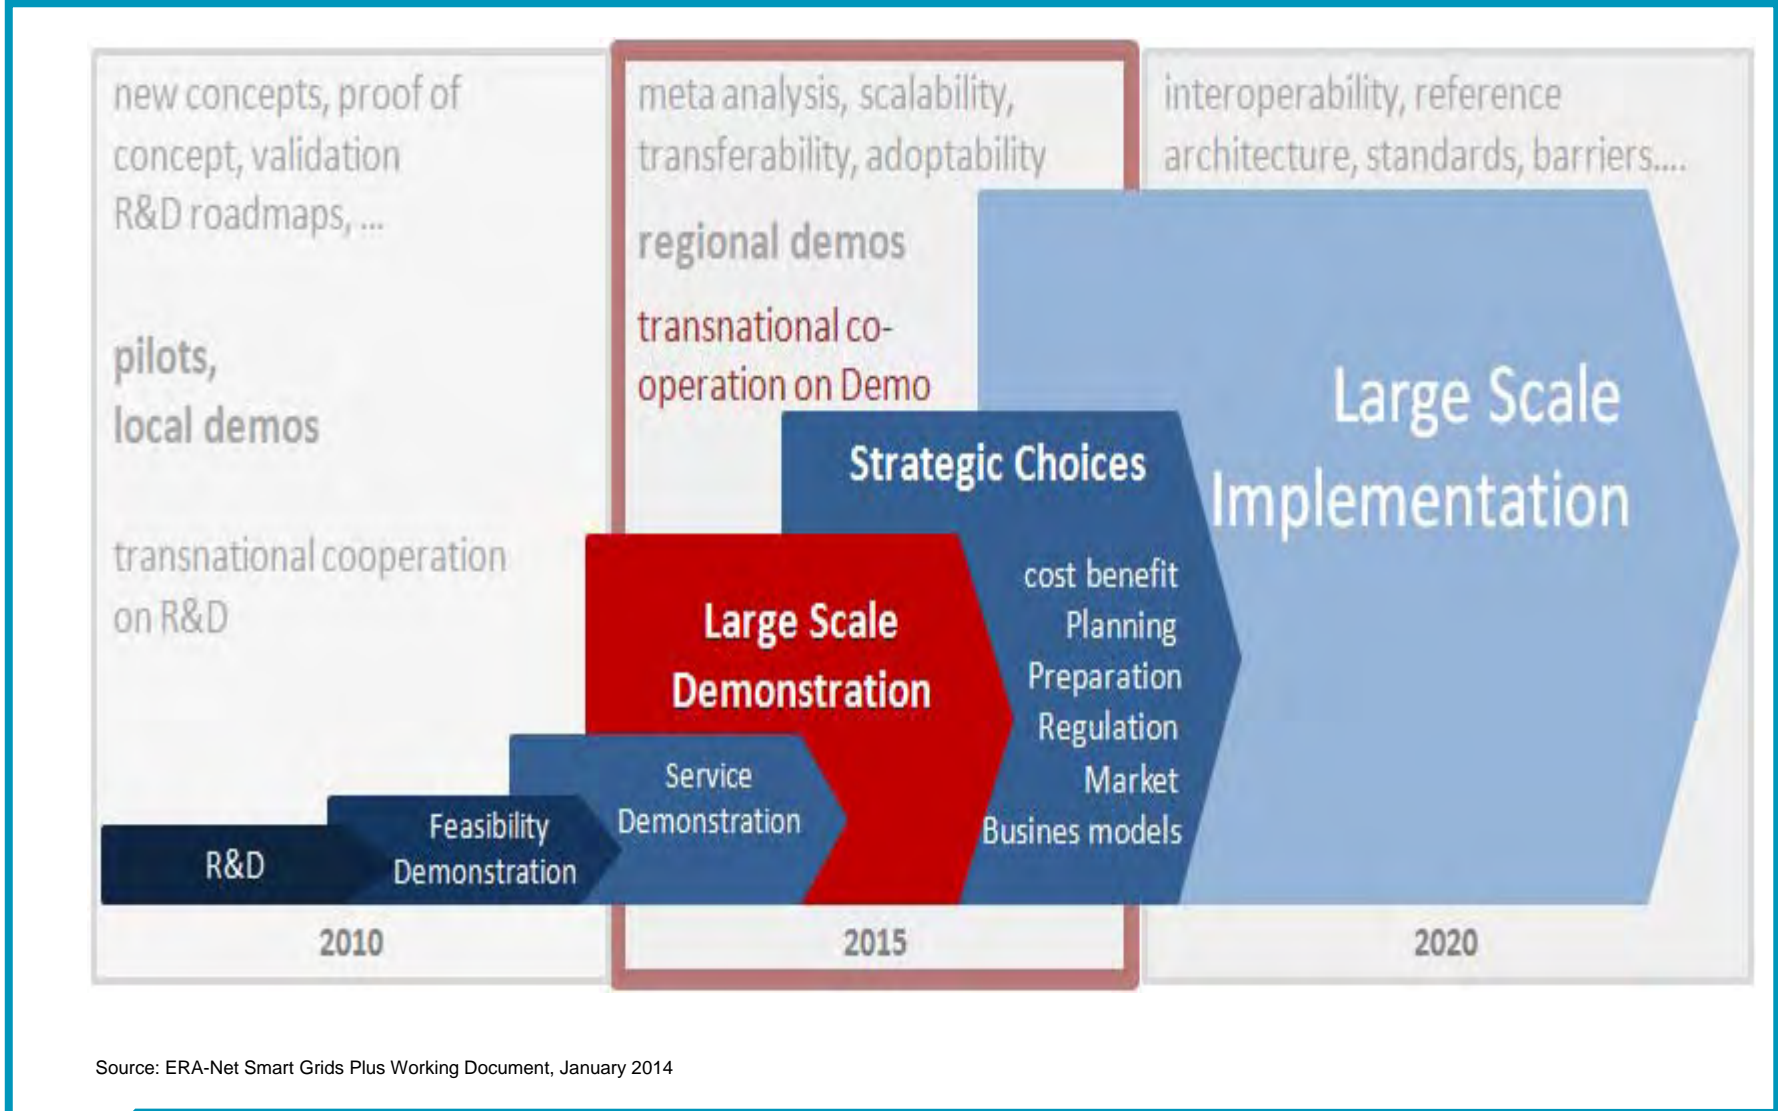 new concepts, proof of
concept, validation
R&D roadmaps, ...
pilots,
local demos
transnational cooperation
on R&D
meta analysis, scalability,
transferability, adoptability
regional demos
transnational co-
operation on Demo
interoperability, reference
architecture, standards, barriers....
Large Scale
Implementation
Strategic Choices
cost benefit
Planning
Preparation
Regulation
Market
Busines models
Large Scale
Demonstration
Service
Demonstration
Feasibility
Demonstration
R&D
2010
2015
2020
Source: ERA-Net Smart Grids Plus Working Document, January 2014